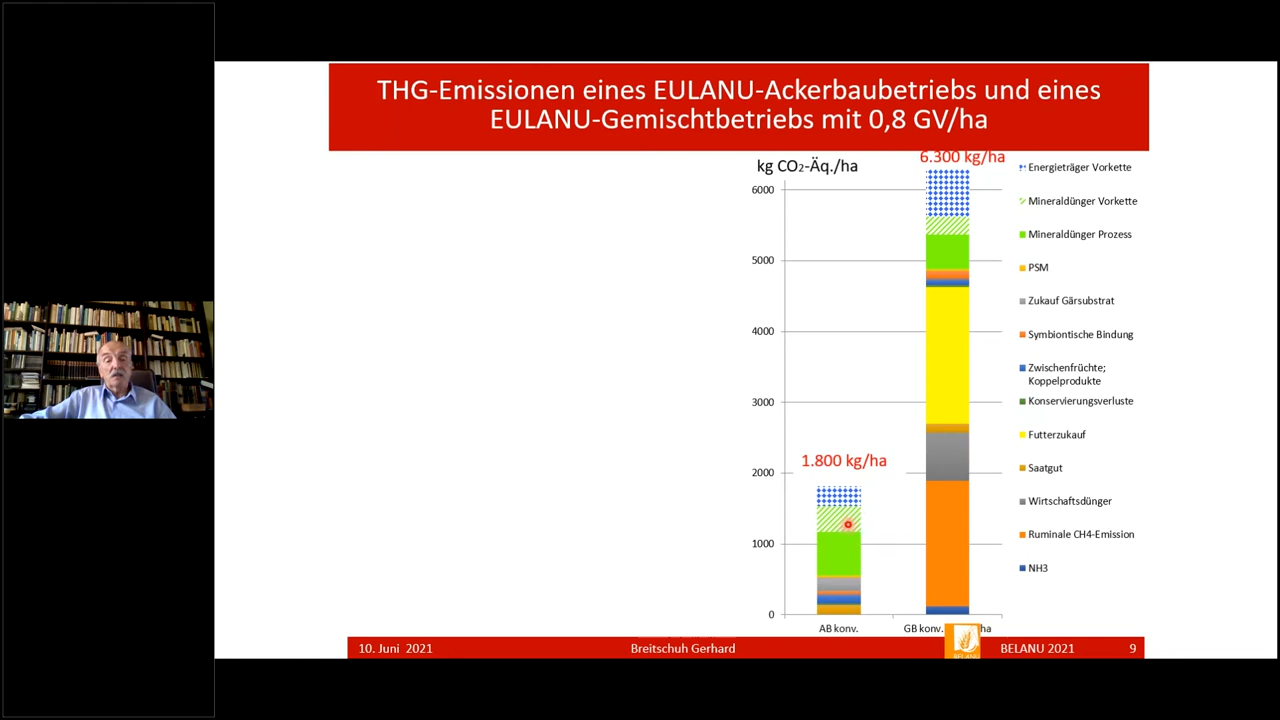 THG-Emissionen eines EULANU-Ackerbaubetriebs und eines
EULANU-Gemischtbetriebs mit 0,8 GV/ha
kg CO2-Äq./ha
6.300 kg/ha
6000
5000
4000
3000
2000
1000
0
1.800 kg/ha
AB konv.
GB konv.
ha
Energieträger Vorkette
Mineraldünger Vorkette
Mineraldünger Prozess
PSM
Zukauf Gärsubstrat
Symbiontische Bindung
Zwischenfrüchte;
Koppelprodukte
Konservierungsverluste
Futterzukauf
Saatgut
Wirtschaftsdünger
Ruminale CH4-Emission
NH3
10. Juni 2021
Breitschuh Gerhard
BELANU
BELANU 2021
9